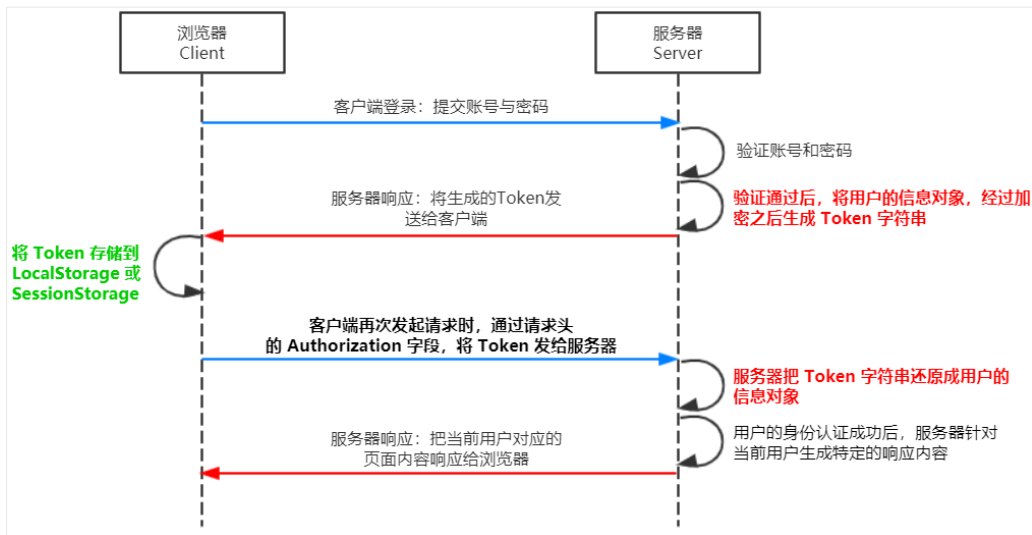 浏览器
Client
服务器
Server
客户端登录：提交账号与密码
验证账号和密码
验证通过后，将用户的信息对象，经过加
密之后生成 Token 字符串
服务器响应：将生成的Token发
送给客户端
将 Token 存储到
LocalStorage 或
SessionStorage
客户端再次发起请求时，通过请求头
的 Authorization 字段，将 Token 发给服务器
服务器把 Token 字符串还原成用户的
信息对象
用户的身份认证成功后，服务器针对
当前用户生成特定的响应内容
服务器响应：把当前用户对应的
页面内容响应给浏览器